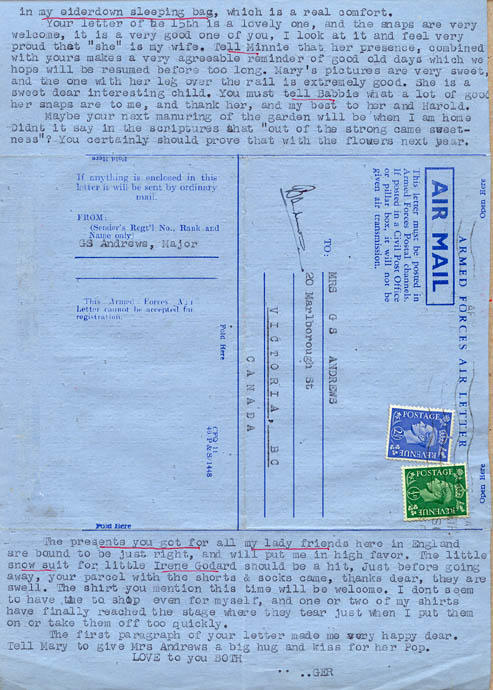 in my eiderdown sleeping bag, which is a real comfort.
Your letter of he 15th is a lovely one, and the snaps are very
welcome, it is a very good one of you, I look at it and feel very
proud that "she" is my wife. Tell Minnie that her presence, combined
with yours makes a very agreeable reminder of good old days which we
hope will be resumed before too long. Mary's pictures are very sweet,
and the one with her leg over the rail is extremely good. She is a
sweet dear interesting child. You must tell Babbie what a lot of good
her snaps are to me, and thank her, and my best to her and Harold.
Maybe your next manuring of the garden will be when I am home
Didnt it say in the scriptures that "out of the strong came sweet-
ness"? You certainly should prove that with the flowers next year.
Fold Here
If anything is enclosed in this
letter it will be sent by ordinary
mail.
FROM:
(Sender's Regt'l No., Rank and
Name only)
GS Andrews, Major
This Armed Forces Air
Letter cannot be accepted for
registration.
Fold Here
CFPQ 11
40 P & S/1448
AIR MAIL
ARMED FORCES AIR LETTER
This letter must be posted in
Armed Forces Postal channels.
If posted in a Civil Post Office
or pillar box, it will not be
given air transmission.
TO:
MRS G S ANDREWS
20 Marlborough St
VICTORIA, BC
CANADA
Open Here
Open Here
POSTAGE
2½
REVENUE
POSTAGE
REVENUE
Fold Here
The presents you got for all my lady friends here in England
are bound to be just right, and will put me in high favor. The little
snow suit for little Irene Godard should be a hit, Just before going
away, your parcel with the shorts & socks came, thanks dear, they are
swell. The shirt you mention this time will be welcome. I dont seem
to have time to shop even for myself, and one or two of my shirts
have finally reached the stage where they tear just when I put them
on or take them off too quickly.
The first paragraph of your letter made me very happy dear.
Tell Mary to give Mrs Andrews a big hug and kiss for her Pop.
LOVE to you BOTH
GER